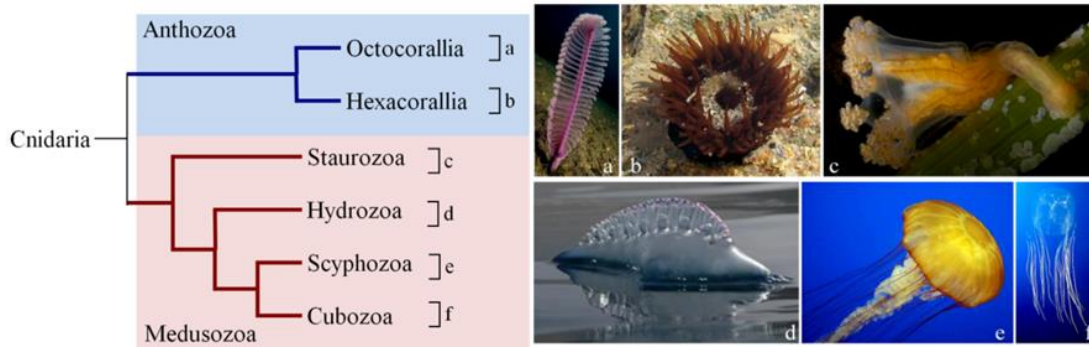 Anthozoa
Octocorallia a
Hexacorallia b
Cnidaria
Staurozoa c
Hydrozoa d
Scyphozoa e
Cubozoa f
Medusozoa
a
b
c
d
e